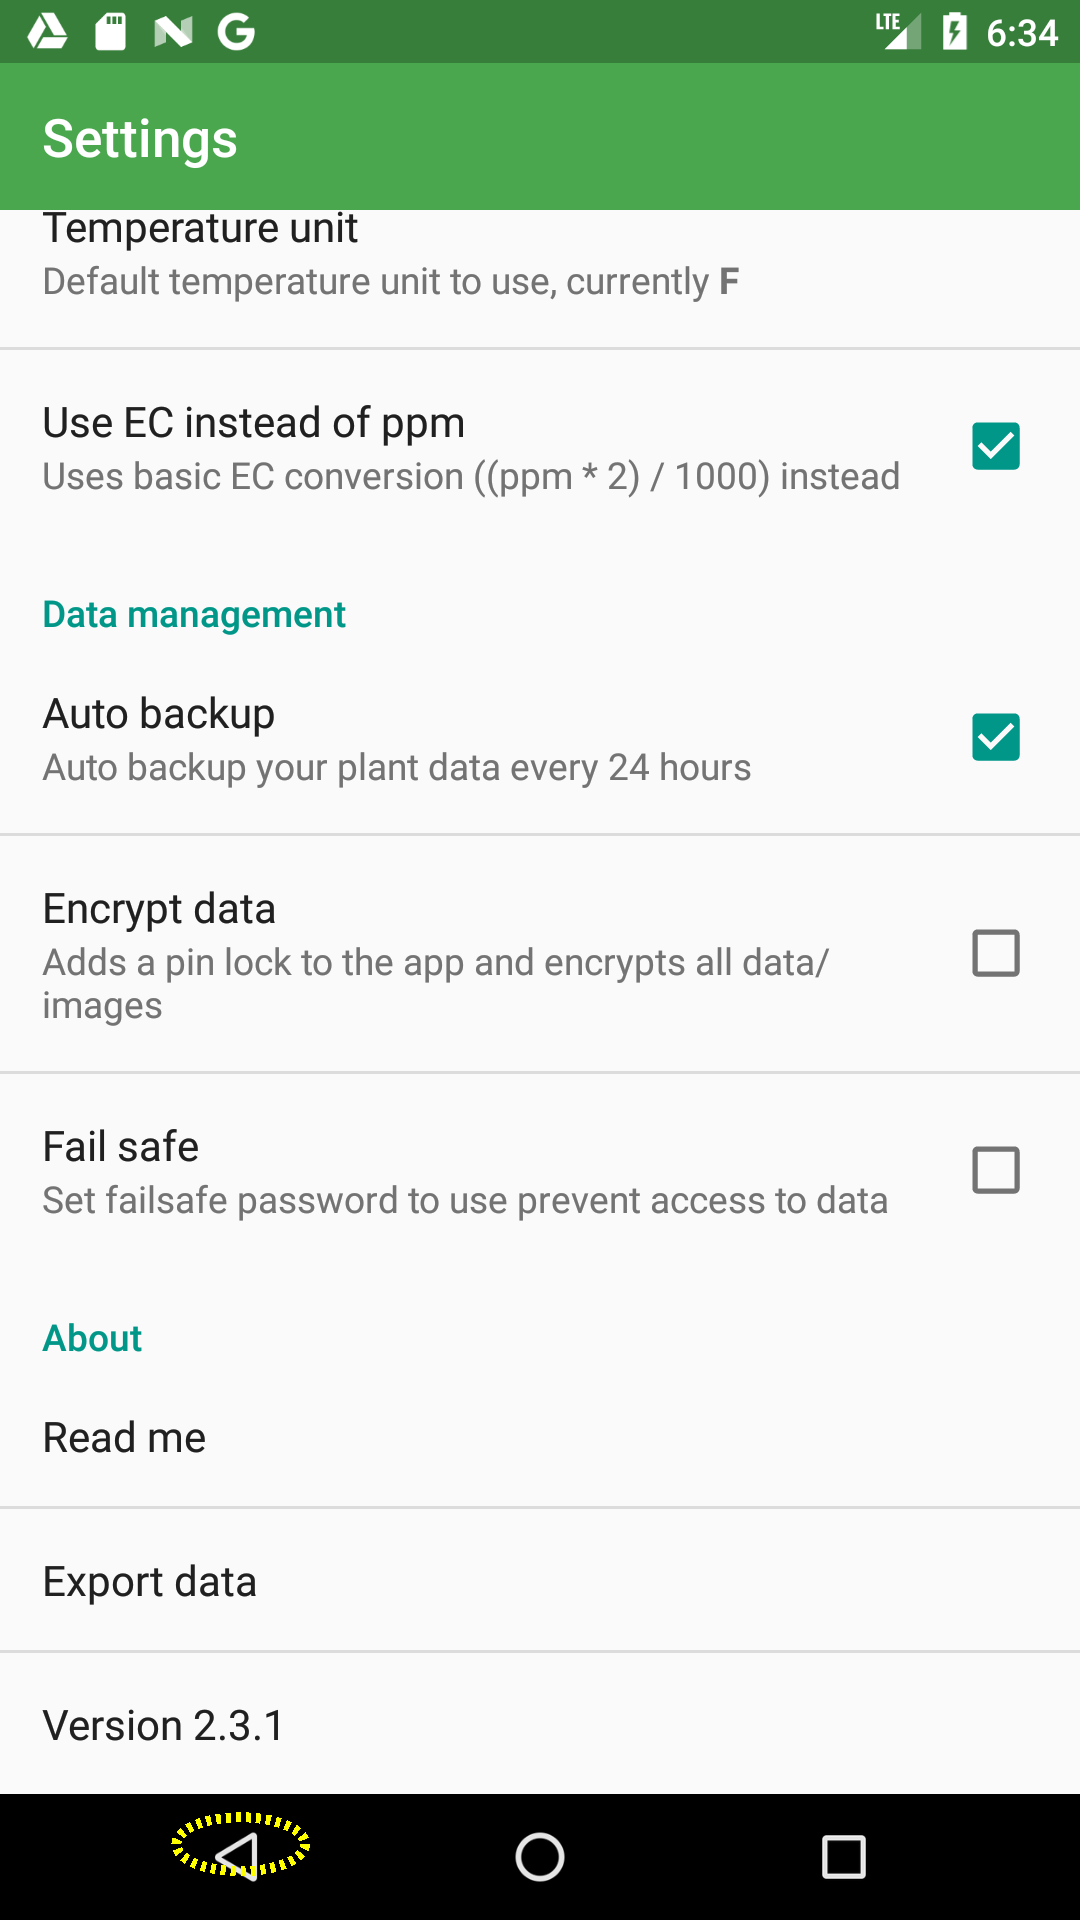 LTE 6:34
Settings
Temperature unit
Default temperature unit to use, currently F
Use EC instead of ppm
Uses basic EC conversion ((ppm * 2) / 1000) instead
Data management
Auto backup
Auto backup your plant data every 24 hours
Encrypt data
Adds a pin lock to the app and encrypts all data/
images
Fail safe
Set failsafe password to use prevent access to data
About
Read me
Export data
Version 2.3.1